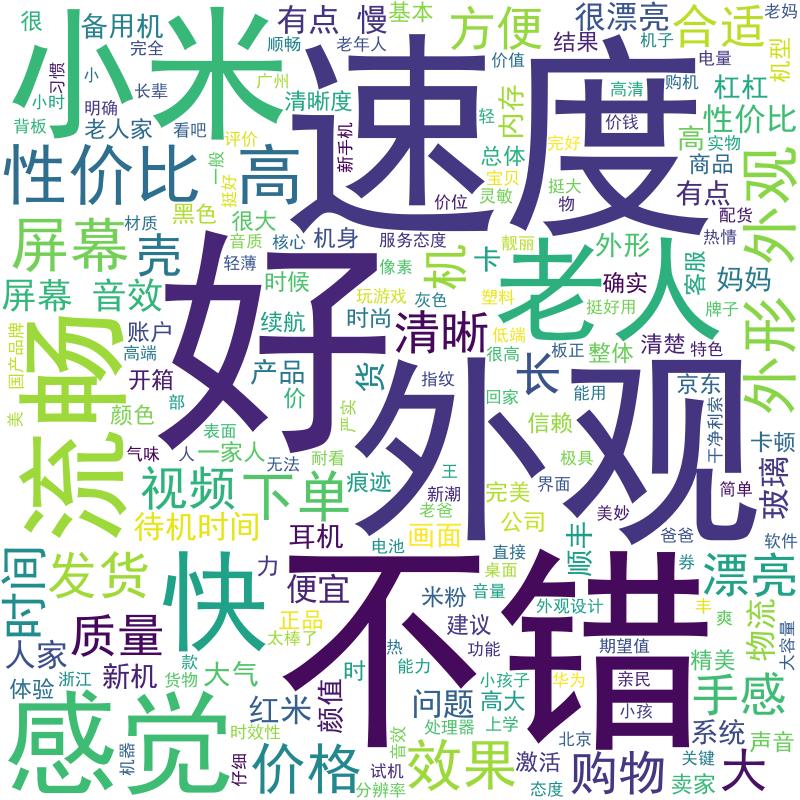 小米
速度
好
外观
不错
老人
流畅
感觉
快
性价比
高
屏幕
屏幕
音效
壳
机
清晰
长
货
外形
外观
合适
方便
视频
下单
发货
时间
质量
价格
效果
购物
大
手感
漂亮
玻璃
物流
顺丰
很
备用机
有点
慢
基本
很漂亮
老妈
小时
习惯
完全
顺畅
老年人
结果
机子
价值
电量
机型
小
长辈
广州
清晰度
内存
高清
购机
杠杠
背板
明确
老人家
看吧
评价
新手机
轻
价钱
高
性价比
实物
一般
挺好
总体
完好
宝贝
灵敏
商品
有点
材质
黑色
很大
音质
核心
机身
服务态度
价位
靓丽
挺大
物
外形
配货
热情
轻薄
时候
像素
卡
确实
客服
妈妈
玩游戏
灰色
塑料
挺好用
牌子
国产品牌
高端
账户
续航
时尚
低端
很高
整体
清楚
板正
特色
美
部
开箱
产品
价
指纹
回家
能用
京东
颜色
表面
严实
信赖
极具
干净利索
卡顿
气味
人
一家人
无法
耐看
痕迹
王
新潮
老爸
完美
界面
美妙
简单
待机时间
耳机
电池
画面
公司
爸爸
软件
力
便宜
直接
桌面
券
人家
正品
太棒了
热
米粉
音量
外观设计
丰
爽
大容量
新机
款
大气
时
能力
建议
功能
期望值
精美
体验
浙江
货物
红米
颜值
问题
小孩子
高大
华为
亲民
小孩
系统
声音
时效性
音效
处理器
上学
机器
仔细
试机
分辨率
激活
态度
北京
关键
卖家